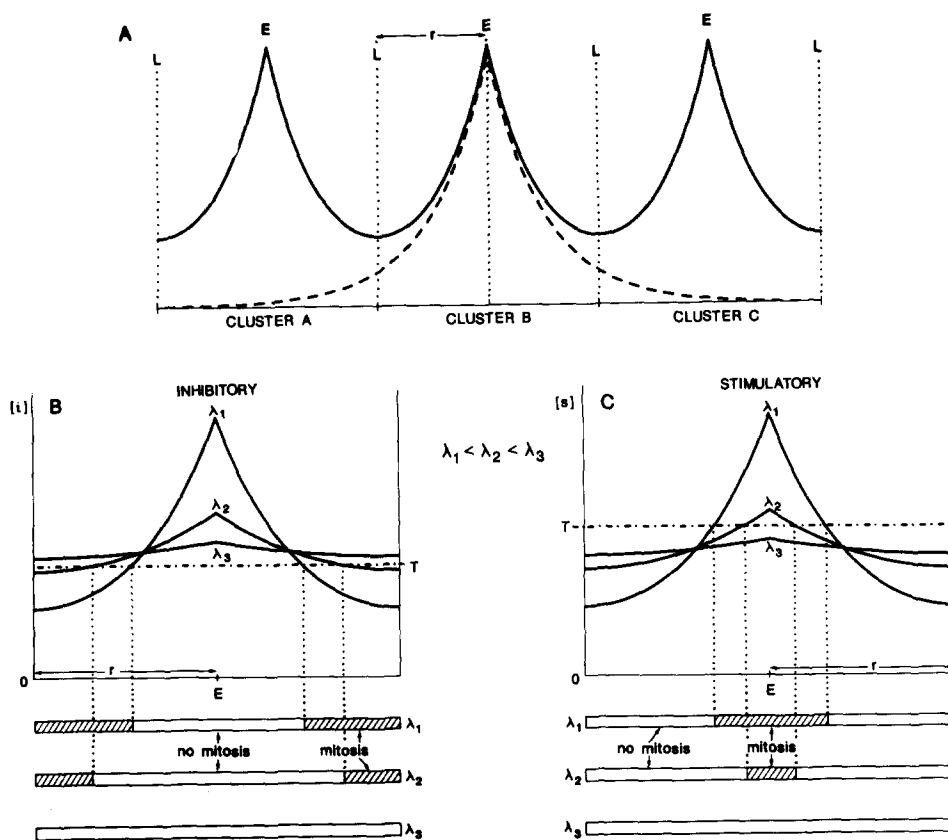 A
E
E
E
r
L
L
L
L
CLUSTER A
CLUSTER B
CLUSTER C
INHIBITORY
[i]
B
λ1
λ2
λ3
T
r
0
E
λ1
no mitosis
mitosis
λ2
λ3
λ1 < λ2 < λ3
STIMULATORY
[s]
C
λ1
T
λ2
λ3
r
0
E
λ1
no mitosis
mitosis
λ2
λ3